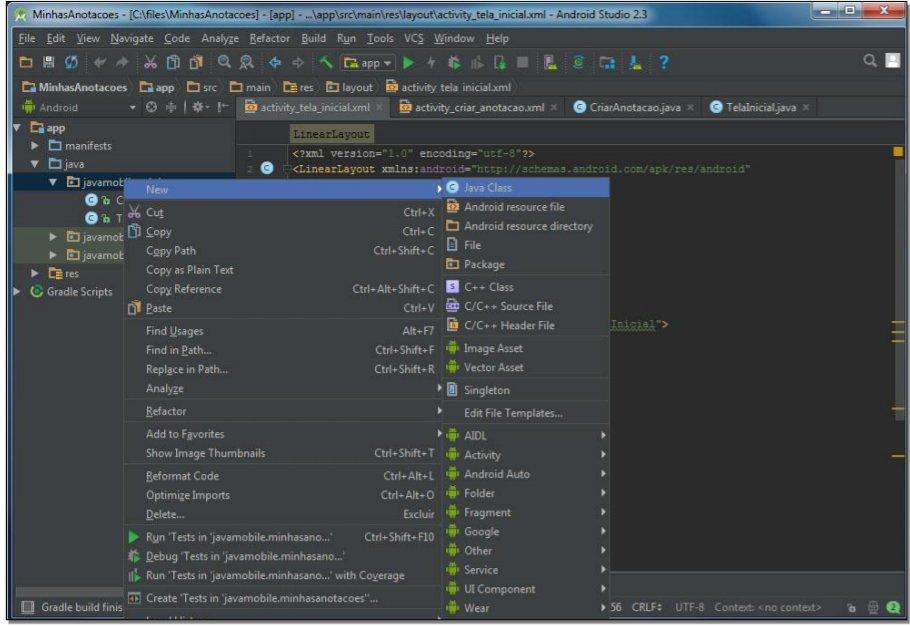 MinhasAnotacoes - [C:\files\MinhasAnotacoes] - [app] - ...\app\src\main\res\layout\activity_tela_inicial.xml - Android Studio 2.3
File Edit View Navigate Code Analyze Refactor Build Run Tools VCS Window Help
app
MinhasAnotacoes app src main res layout activity_tela_inicial.xml
Android
activity_tela_inicial.xml activity_criar_anotacao.xml CriarAnotacao.java TelaInicial.java
app
manifests
java
javamob
C
T
javamob
javamob
res
Gradle Scripts
LinearLayout
1 <?xml version="1.0" encoding="utf-8"?>
2 <LinearLayout xmlns:android="http://schemas.android.com/apk/res/android"
Inicial">
New
Cut Ctrl+X
Copy Ctrl+C
Copy Path Ctrl+Shift+C
Copy as Plain Text
Copy Reference Ctrl+Alt+Shift+C
Paste Ctrl+V
Find Usages Alt+F7
Find in Path... Ctrl+Shift+F
Replace in Path... Ctrl+Shift+R
Analyze
Refactor
Add to Favorites
Show Image Thumbnails Ctrl+Shift+T
Reformat Code Ctrl+Alt+L
Optimize Imports Ctrl+Alt+O
Delete... Excluir
Run 'Tests in 'javamobile.minhasano...' Ctrl+Shift+F10
Debug 'Tests in 'javamobile.minhasano...'
Run 'Tests in 'javamobile.minhasano...' with Coverage
Create 'Tests in 'javamobile.minhasanotacoes''...
Java Class
Android resource file
Android resource directory
File
Package
C++ Class
C/C++ Source File
C/C++ Header File
Image Asset
Vector Asset
Singleton
Edit File Templates...
AIDL
Activity
Android Auto
Folder
Fragment
Google
Other
Service
UI Component
Wear
Gradle build finis
56 CRLF UTF-8 Context: <no context> 2